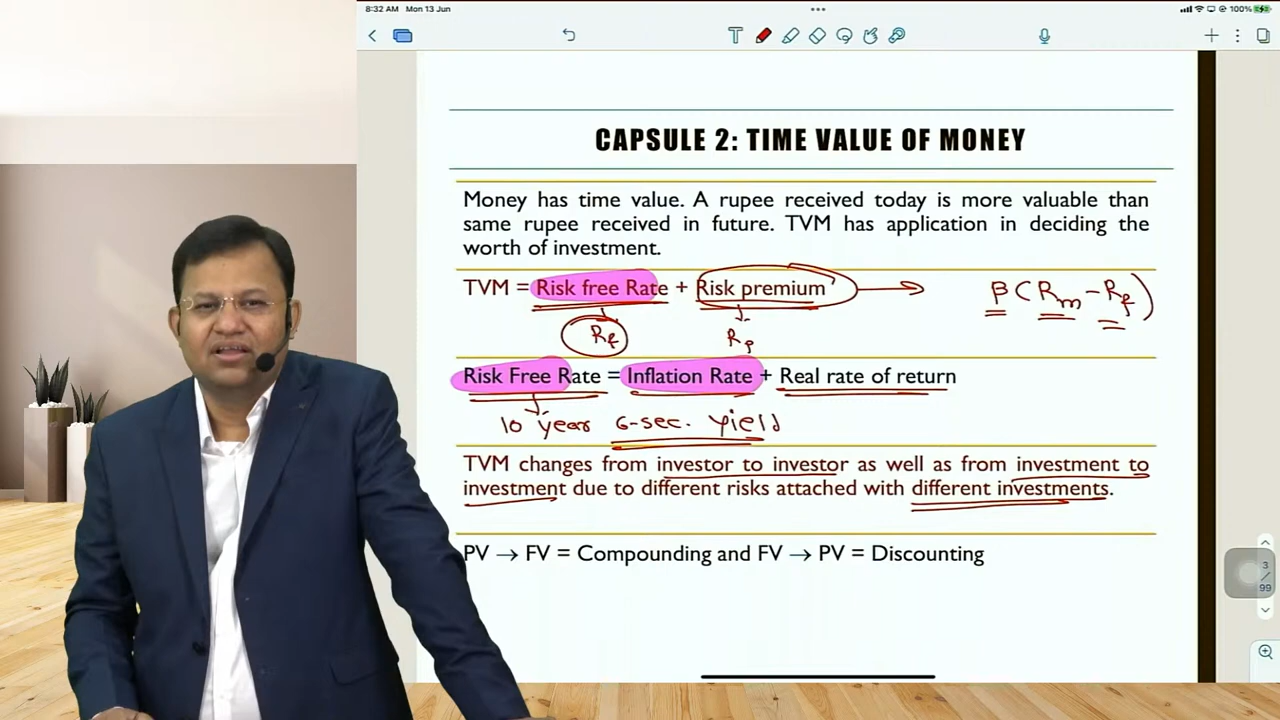 8:32 AM Mon 13 Jun
100%
CAPSULE 2: TIME VALUE OF MONEY
Money has time value. A rupee received today is more valuable than
same rupee received in future. TVM has application in deciding the
worth of investment.
TVM = Risk free Rate + Risk premium
β (Rm - Rf)
Rf
Rp
Risk Free Rate = Inflation Rate + Real rate of return
10 year G-sec. yield
TVM changes from investor to investor as well as from investment to
investment due to different risks attached with different investments.
PV → FV = Compounding and FV → PV = Discounting
3
/
99